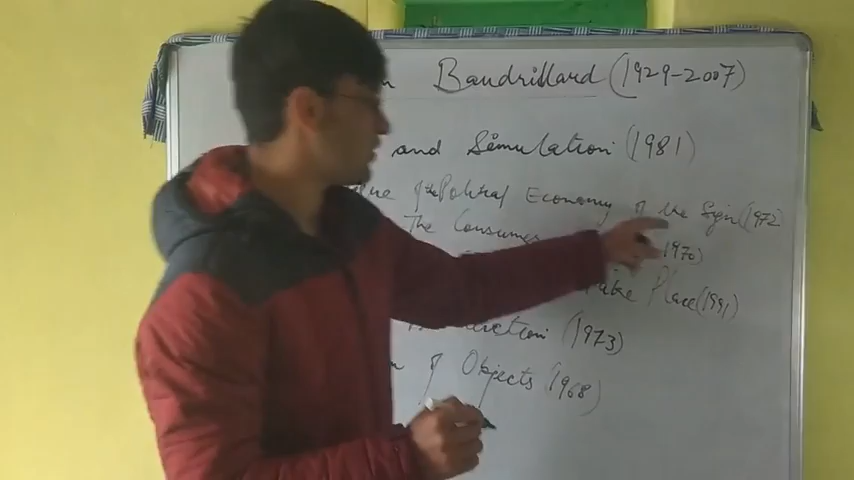 Baudrillard (1929-2007)
and Simulation (1981)
of the Political Economy of the Sign (1972
The Consumer 1970)
Take Place (1991)
(1973)
of Objects (1968)